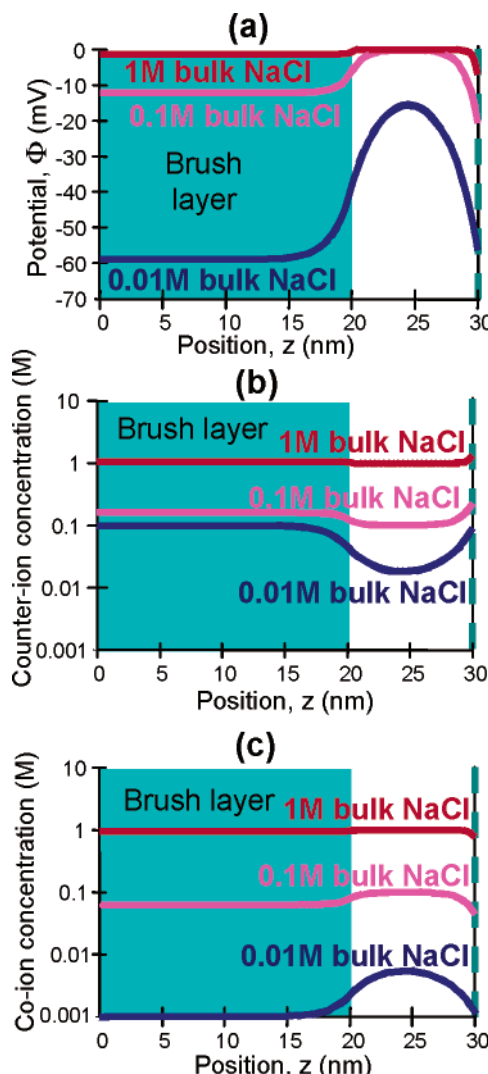 (a)
0
-10
-20
-30
-40
-50
-60
-70
Potential, Φ (mV)
1M bulk NaCl
0.1M bulk NaCl
Brush
layer
0.01M bulk NaCl
0 5 10 15 20 25 30
Position, z (nm)
(b)
10
1
0.1
0.01
0.001
Counter-ion concentration (M)
Brush layer
1M bulk NaCl
0.1M bulk NaCl
0.01M bulk NaCl
0 5 10 15 20 25 30
Position, z (nm)
(c)
10
1
0.1
0.01
0.001
Co-ion concentration (M)
Brush layer
1M bulk NaCl
0.1M bulk NaCl
0.01M bulk NaCl
0 5 10 15 20 25 30
Position, z (nm)